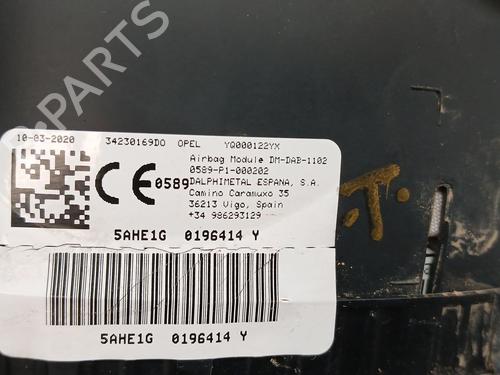 10-03-2020 34230169D0 OPEL YQ000122YX
Airbag Module DM-DAB-1102
0589-P1-000202
CE 0589 DALPHIMETAL ESPANA, S.A.
Camino Caramuxo 35
36213 Vigo, Spain
+34 986293129
5AHE1G 0196414 Y
5AHE1G 0196414 Y
.T.
B-PARTS